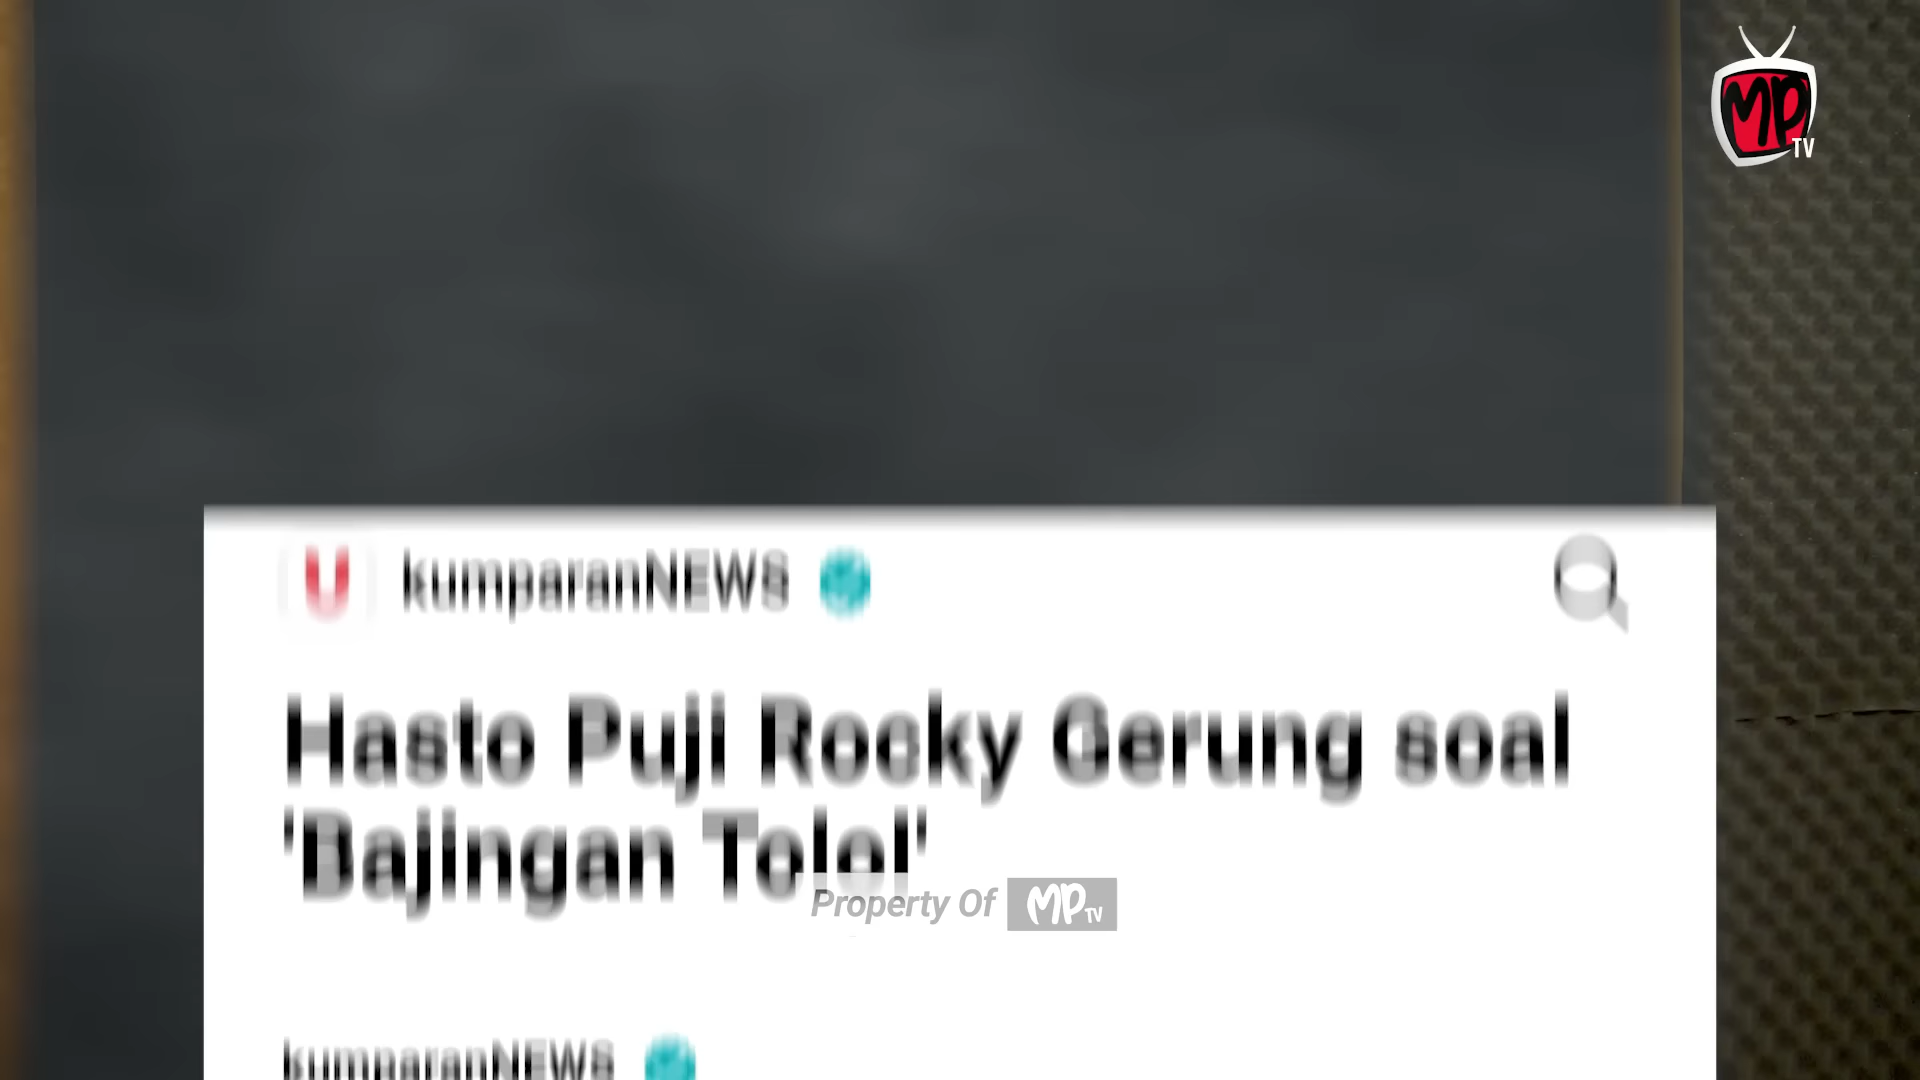 MP
TV
kumparanNEWS
Hasto Puji Rocky Gerung soal
'Bajingan Tolol'
Property Of MP TV
kumparanNEWS